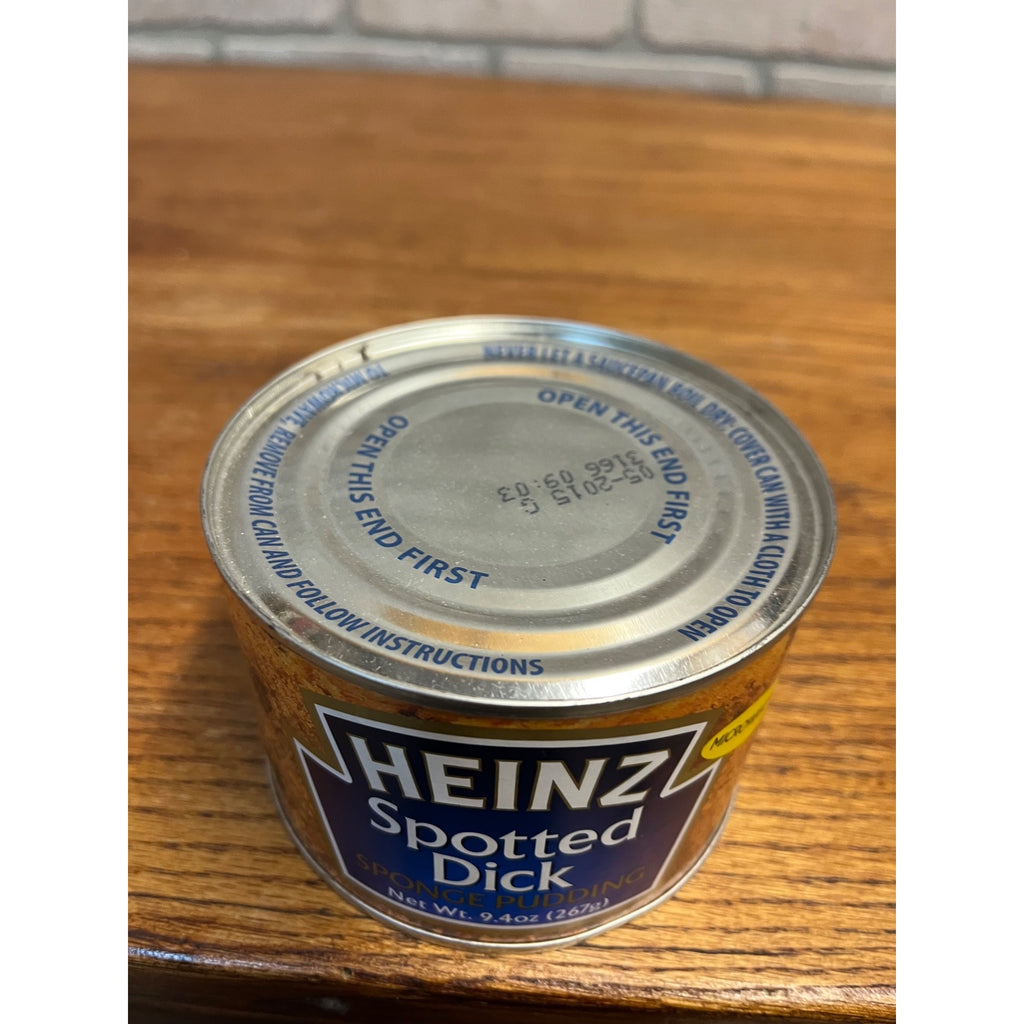 NEVER LET A SAUCEPAN BOIL DRY· COVER CAN WITH A CLOTH TO OPEN
TO MICROWAVE, REMOVE FROM CAN AND FOLLOW INSTRUCTIONS
OPEN THIS END FIRST
OPEN THIS END FIRST
05-2015
3166 09:03
HEINZ
Spotted
Dick
SPONGE PUDDING
Net Wt. 9.4oz (267g)